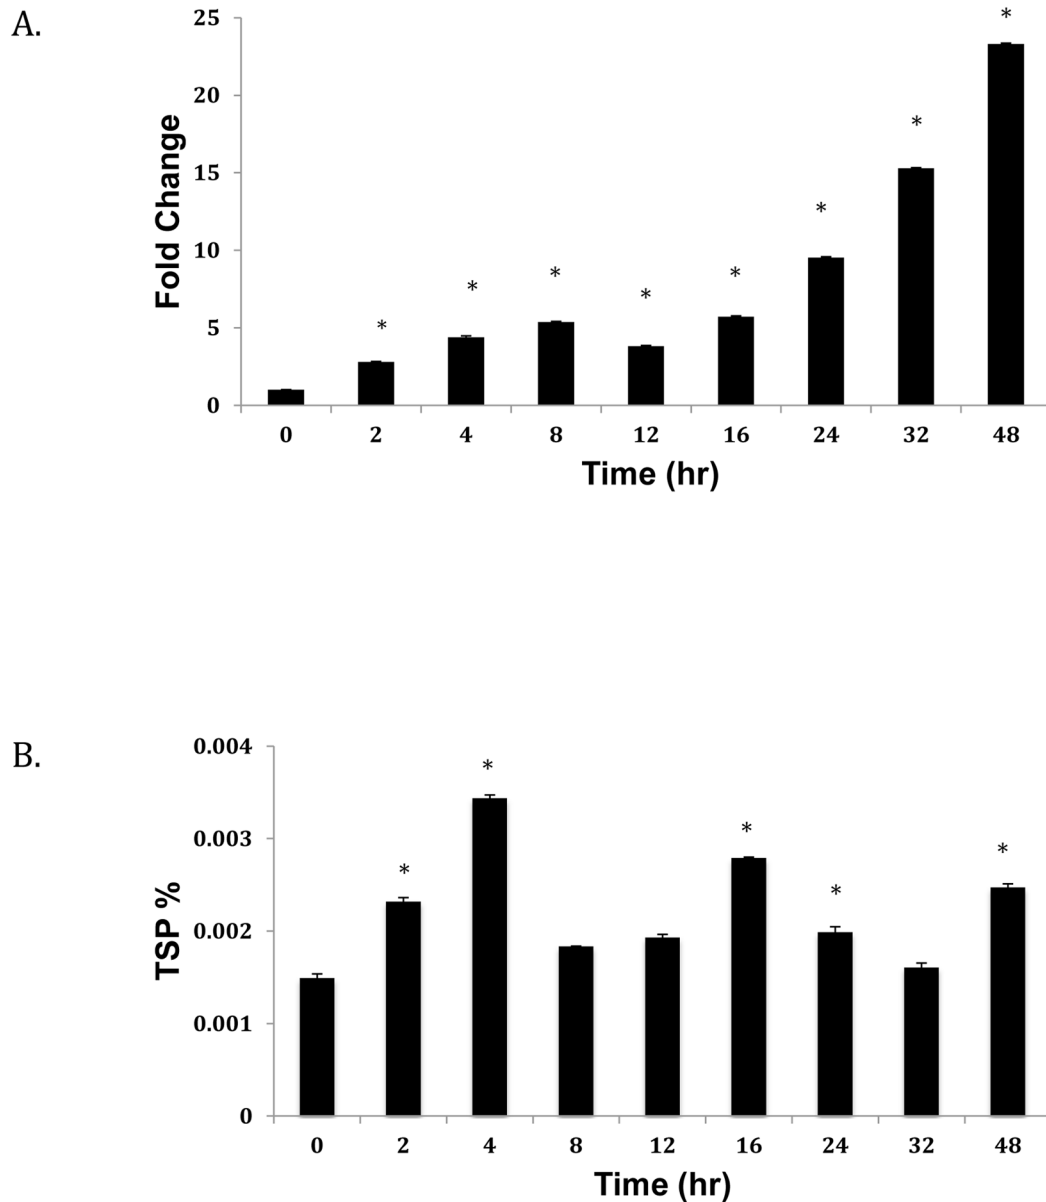 A.
25
20
15
10
5
0
Fold Change
* * * * * * * *
0 2 4 8 12 16 24 32 48
Time (hr)
B.
0.004
0.003
0.002
0.001
0
TSP %
* * * * *
0 2 4 8 12 16 24 32 48
Time (hr)